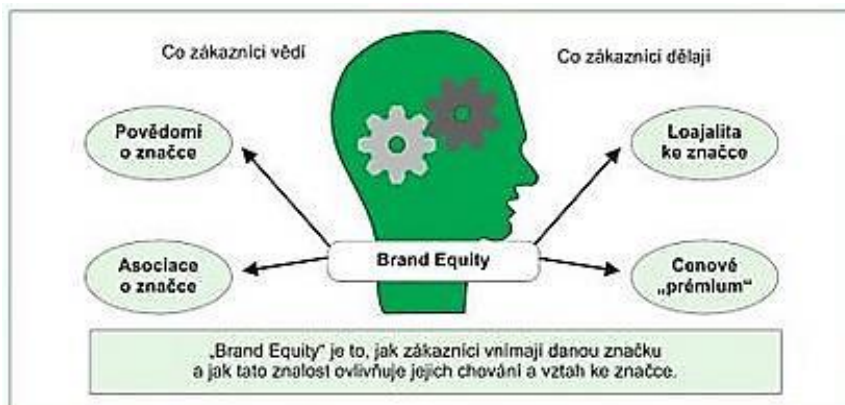 Co zákazníci vědí
Co zákazníci dělají
Povědomí
o značce
Loajalita
ke značce
Brand Equity
Asociace
o značce
Cenové
„prémium“
„Brand Equity“ je to, jak zákazníci vnímají danou značku
a jak tato znalost ovlivňuje jejich chování a vztah ke značce.